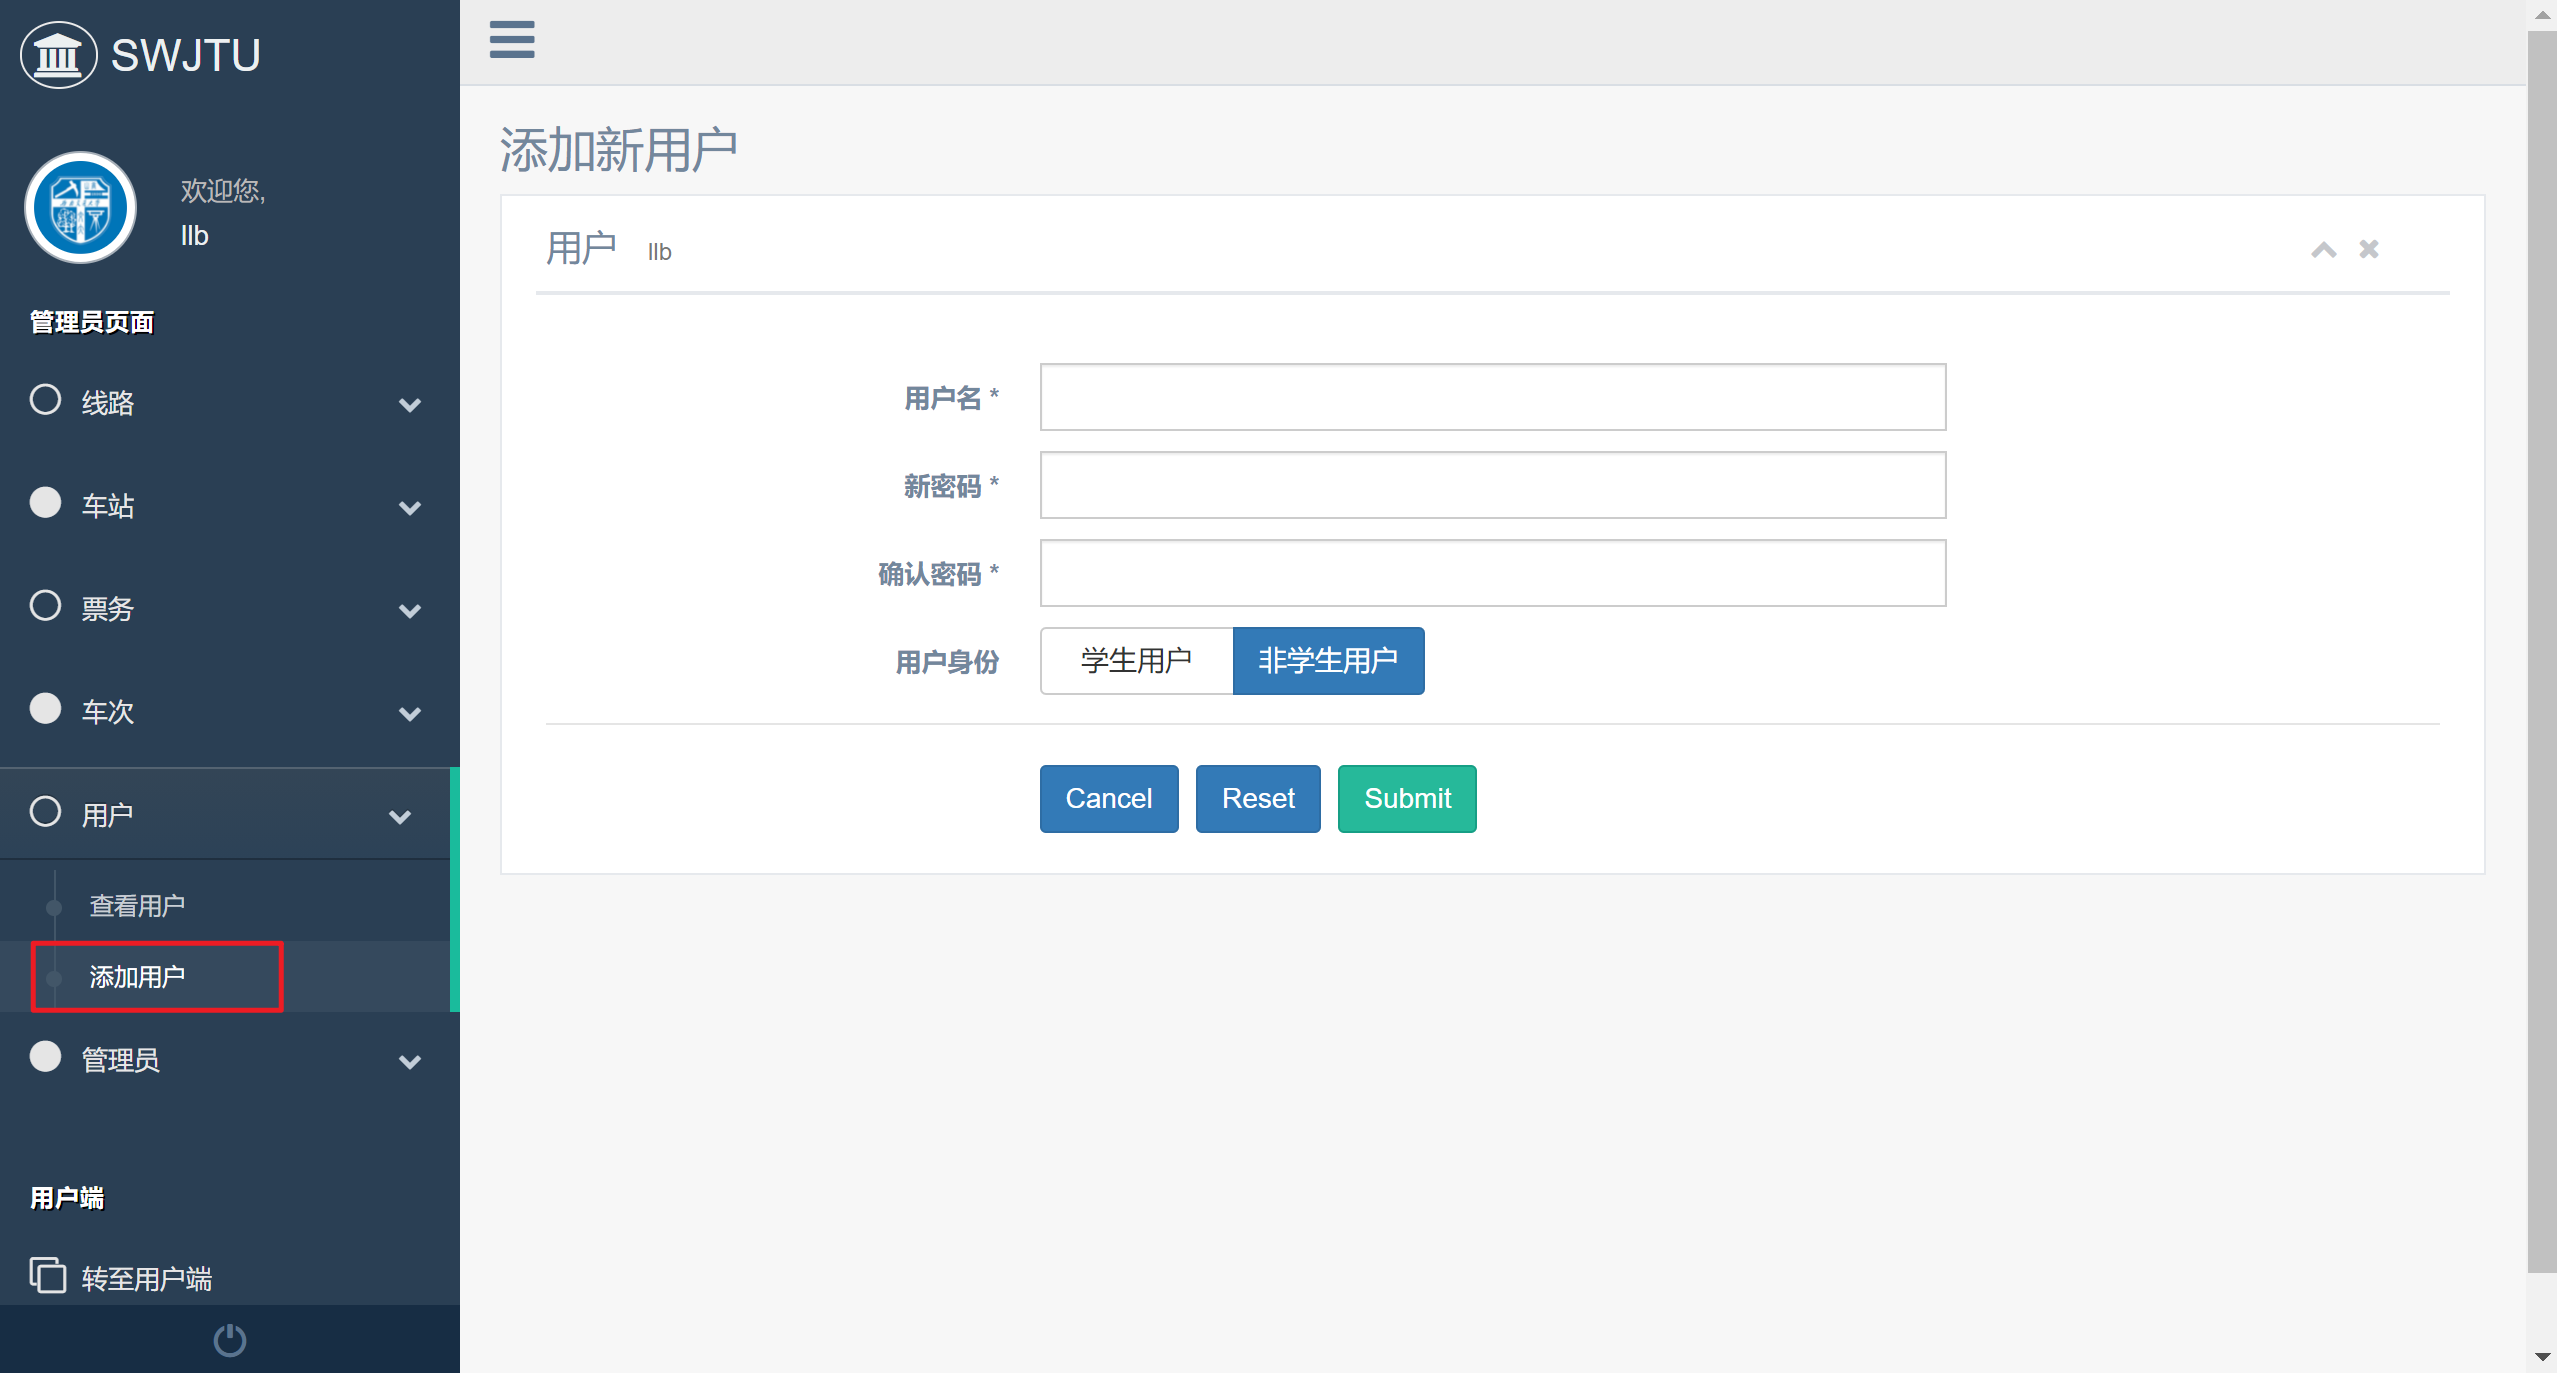 SWJTU
欢迎您,
llb
管理员页面
线路
车站
票务
车次
用户
查看用户
添加用户
管理员
用户端
转至用户端
添加新用户
用户 llb
用户名 *
新密码 *
确认密码 *
用户身份 学生用户 非学生用户
Cancel Reset Submit